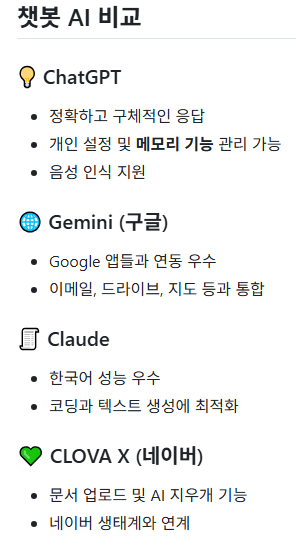 챗봇 AI 비교
ChatGPT
정확하고 구체적인 응답
개인 설정 및 메모리 기능 관리 가능
음성 인식 지원
Gemini (구글)
Google 앱들과 연동 우수
이메일, 드라이브, 지도 등과 통합
Claude
한국어 성능 우수
코딩과 텍스트 생성에 최적화
CLOVA X (네이버)
문서 업로드 및 AI 지우개 기능
네이버 생태계와 연계